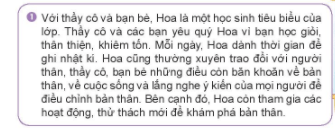 1 Với thầy cô và bạn bè, Hoa là một học sinh tiêu biểu của
lớp. Thầy cô và các bạn yêu quý Hoa vì bạn học giỏi,
thân thiện, khiêm tốn. Mỗi ngày, Hoa dành thời gian để
ghi nhật kí. Hoa cũng thường xuyên trao đổi với người
thân, thầy cô, bạn bè những điều còn băn khoăn về bản
thân, về cuộc sống và lắng nghe ý kiến của mọi người để
điều chỉnh bản thân. Bên cạnh đó, Hoa còn tham gia các
hoạt động, thử thách mới để khám phá bản thân.